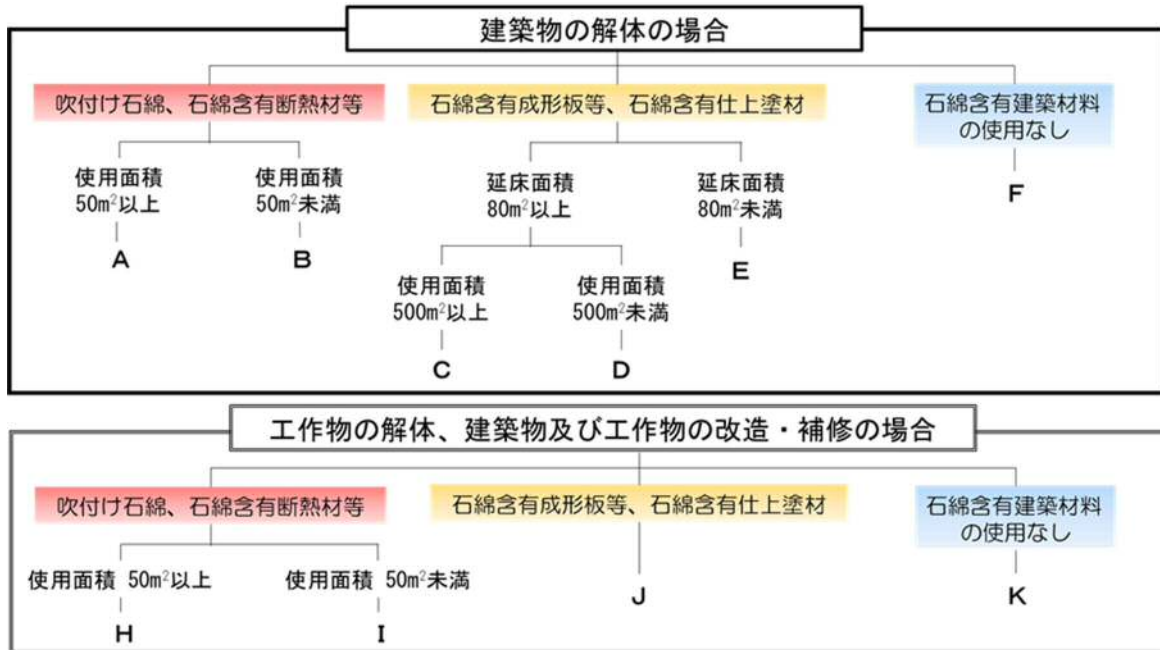 建築物の解体の場合
吹付け石綿、石綿含有断熱材等
石綿含有成形板等、石綿含有仕上塗材
石綿含有建築材料
の使用なし
使用面積
50m²以上
使用面積
50m²未満
延床面積
80m²以上
延床面積
80m²未満
F
A
B
E
使用面積
500m²以上
使用面積
500m²未満
C
D
工作物の解体、建築物及び工作物の改造・補修の場合
吹付け石綿、石綿含有断熱材等
石綿含有成形板等、石綿含有仕上塗材
石綿含有建築材料
の使用なし
使用面積 50m²以上
使用面積 50m²未満
J
K
H
I